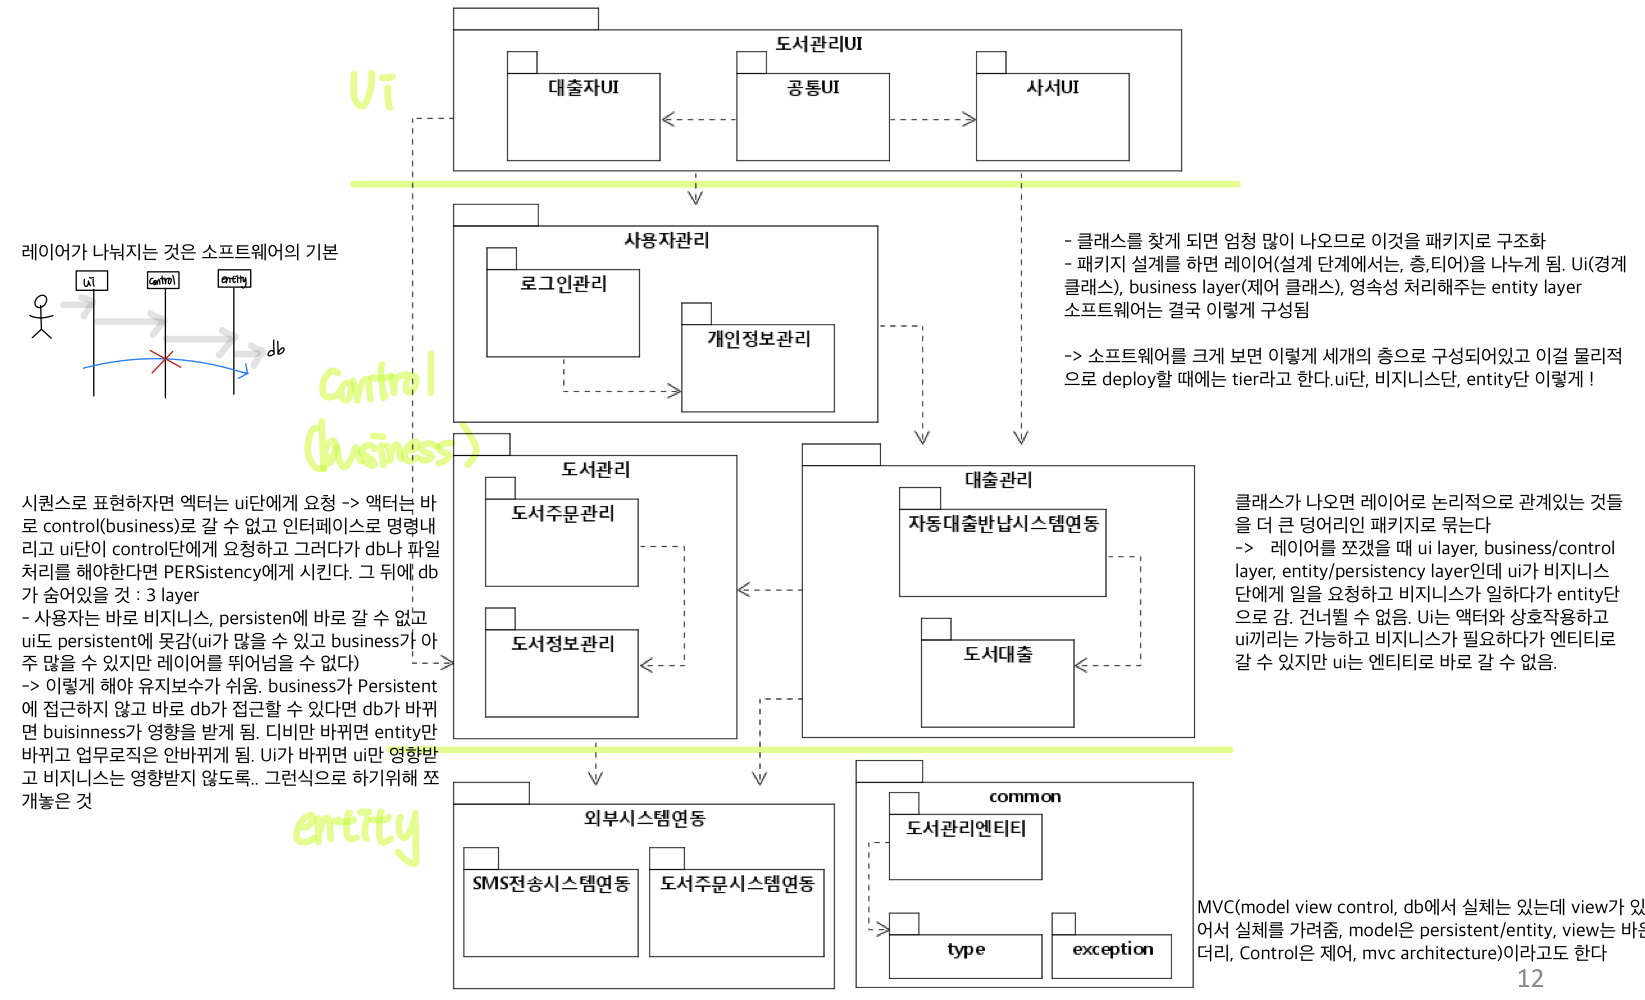 도서관리UI
대출자UI
공통UI
사서UI
Ui
사용자관리
로그인관리
개인정보관리
레이어가 나눠지는 것은 소프트웨어의 기본
ui
control
entity
db
- 클래스를 찾게 되면 엄청 많이 나오므로 이것을 패키지로 구조화
- 패키지 설계를 하면 레이어(설계 단계에서는, 층,티어)을 나누게 됨. Ui(경계
클래스), business layer(제어 클래스), 영속성 처리해주는 entity layer
소프트웨어는 결국 이렇게 구성됨
-> 소프트웨어를 크게 보면 이렇게 세개의 층으로 구성되어있고 이걸 물리적
으로 deploy할 때에는 tier라고 한다.ui단, 비지니스단, entity단 이렇게 !
control
(business)
도서관리
도서주문관리
도서정보관리
대출관리
자동대출반납시스템연동
도서대출
시퀀스로 표현하자면 엑터는 ui단에게 요청 -> 액터는 바
로 control(business)로 갈 수 없고 인터페이스로 명령내
리고 ui단이 control단에게 요청하고 그러다가 db나 파일
처리를 해야한다면 PERSistency에게 시킨다. 그 뒤에 db
가 숨어있을 것 : 3 layer
- 사용자는 바로 비지니스, persisten에 바로 갈 수 없고
ui도 persistent에 못감(ui가 많을 수 있고 business가 아
주 많을 수 있지만 레이어를 뛰어넘을 수 없다)
-> 이렇게 해야 유지보수가 쉬움. business가 Persistent
에 접근하지 않고 바로 db가 접근할 수 있다면 db가 바뀌
면 buisinness가 영향을 받게 됨. 디비만 바뀌면 entity만
바뀌고 업무로직은 안바뀌게 됨. Ui가 바뀌면 ui만 영향받
고 비지니스는 영향받지 않도록.. 그런식으로 하기위해 쪼
개놓은 것
클래스가 나오면 레이어로 논리적으로 관계있는 것들
을 더 큰 덩어리인 패키지로 묶는다
-> 레이어를 쪼갰을 때 ui layer, business/control
layer, entity/persistency layer인데 ui가 비지니스
단에게 일을 요청하고 비지니스가 일하다가 entity단
으로 감. 건너뛸 수 없음. Ui는 액터와 상호작용하고
ui끼리는 가능하고 비지니스가 필요하다가 엔티티로
갈 수 있지만 ui는 엔티티로 바로 갈 수 없음.
entity
외부시스템연동
SMS전송시스템연동
도서주문시스템연동
common
도서관리엔티티
type
exception
MVC(model view control, db에서 실체는 있는데 view가 있
어서 실체를 가려줌, model은 persistent/entity, view는 바운
더리, Control은 제어, mvc architecture)이라고도 한다
12